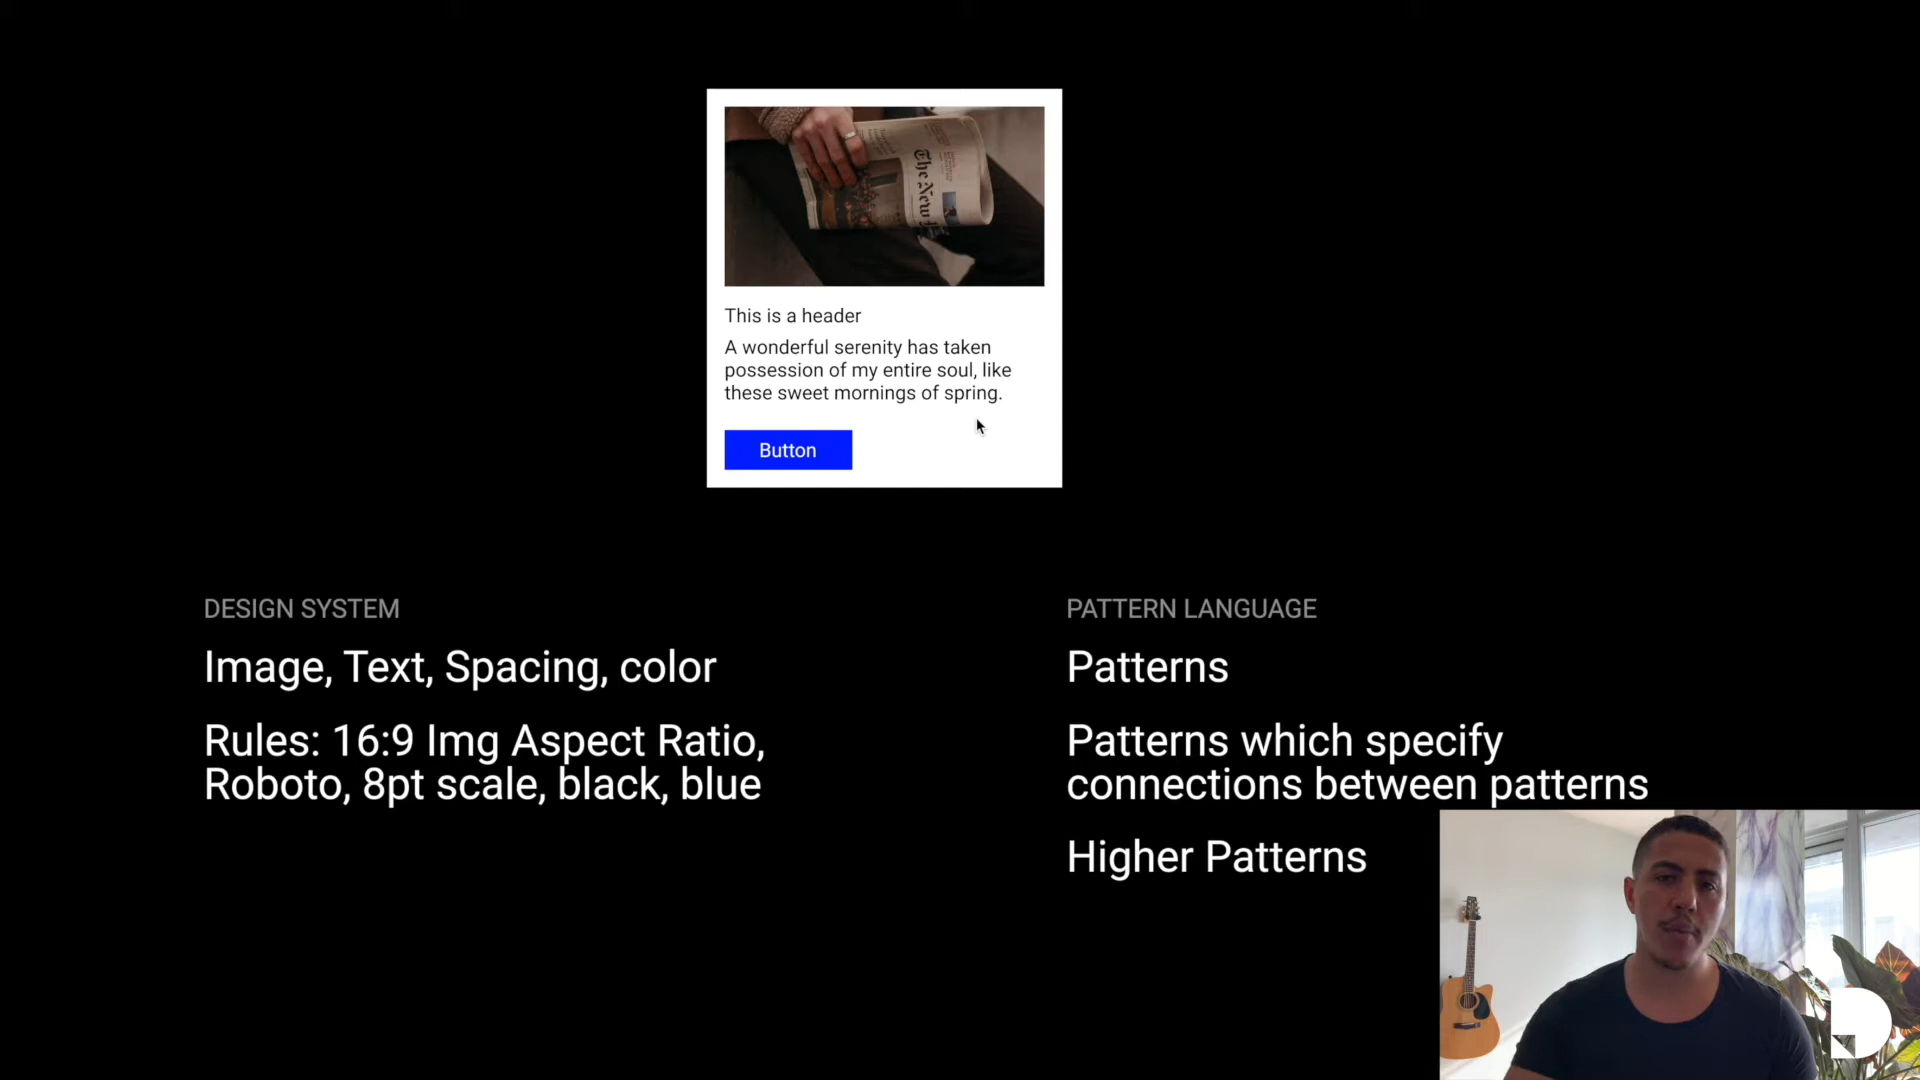 The New
This is a header
A wonderful serenity has taken
possession of my entire soul, like
these sweet mornings of spring.
Button
DESIGN SYSTEM
Image, Text, Spacing, color
Rules: 16:9 Img Aspect Ratio,
Roboto, 8pt scale, black, blue
PATTERN LANGUAGE
Patterns
Patterns which specify
connections between patterns
Higher Patterns